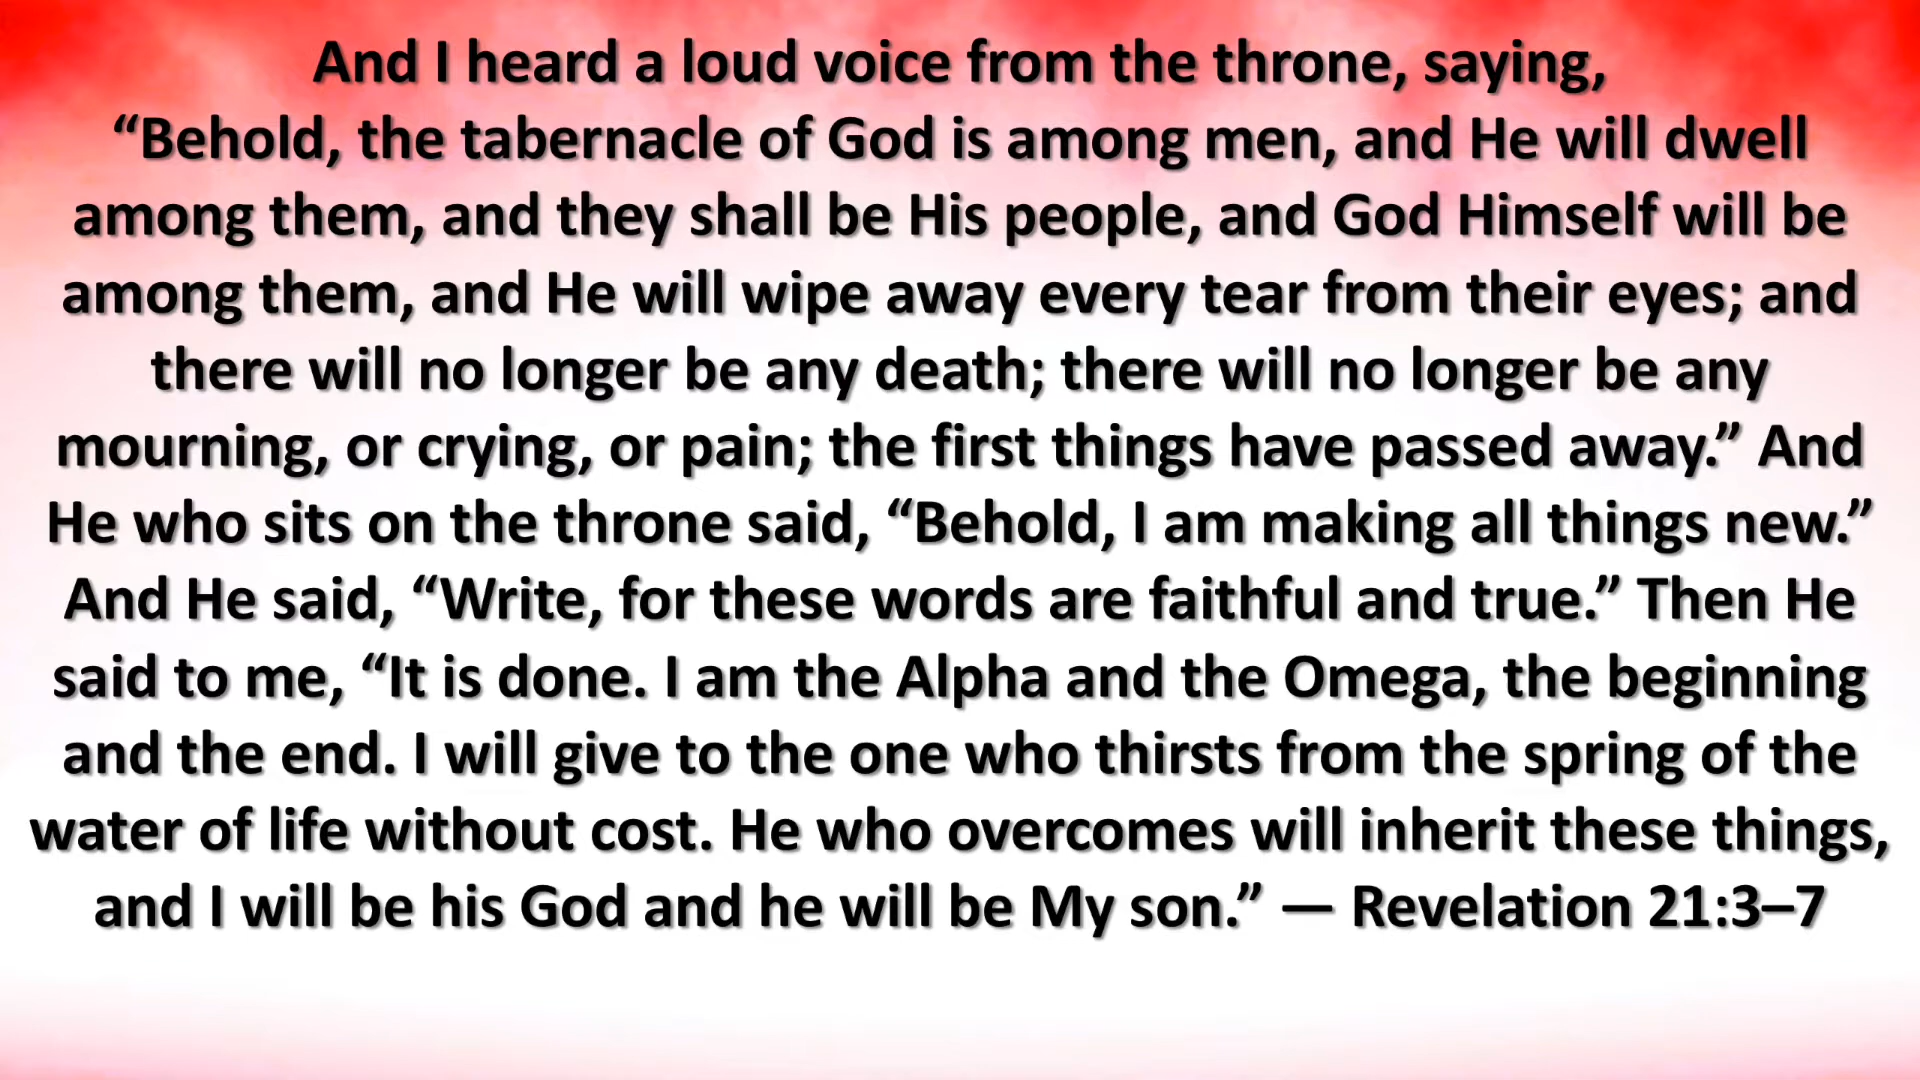 And I heard a loud voice from the throne, saying,
“Behold, the tabernacle of God is among men, and He will dwell
among them, and they shall be His people, and God Himself will be
among them, and He will wipe away every tear from their eyes; and
there will no longer be any death; there will no longer be any
mourning, or crying, or pain; the first things have passed away.” And
He who sits on the throne said, “Behold, I am making all things new.”
And He said, “Write, for these words are faithful and true.” Then He
said to me, “It is done. I am the Alpha and the Omega, the beginning
and the end. I will give to the one who thirsts from the spring of the
water of life without cost. He who overcomes will inherit these things,
and I will be his God and he will be My son.” — Revelation 21:3–7